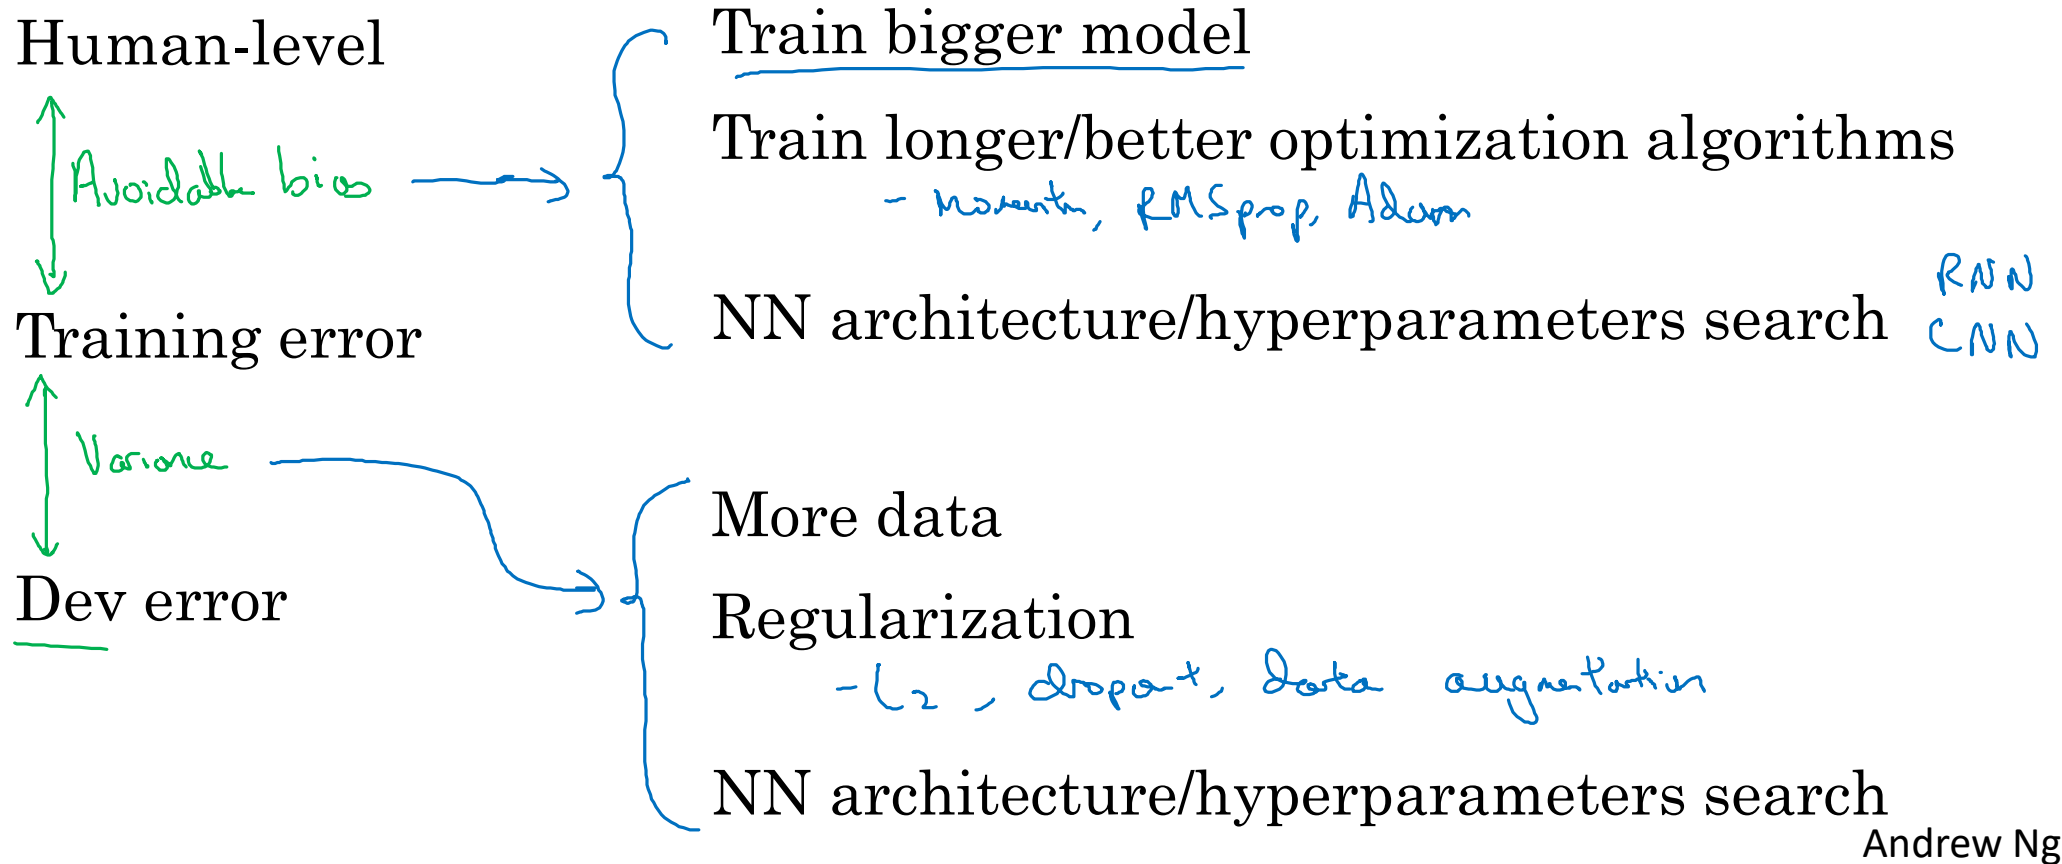 Human-level
Avoidable bias
Training error
Variance
Dev error
Train bigger model
Train longer/better optimization algorithms
- Momentum, RMSprop, Adam
NN architecture/hyperparameters search
RNN
CNN
More data
Regularization
- L2, dropout, data augmentation
NN architecture/hyperparameters search
Andrew Ng